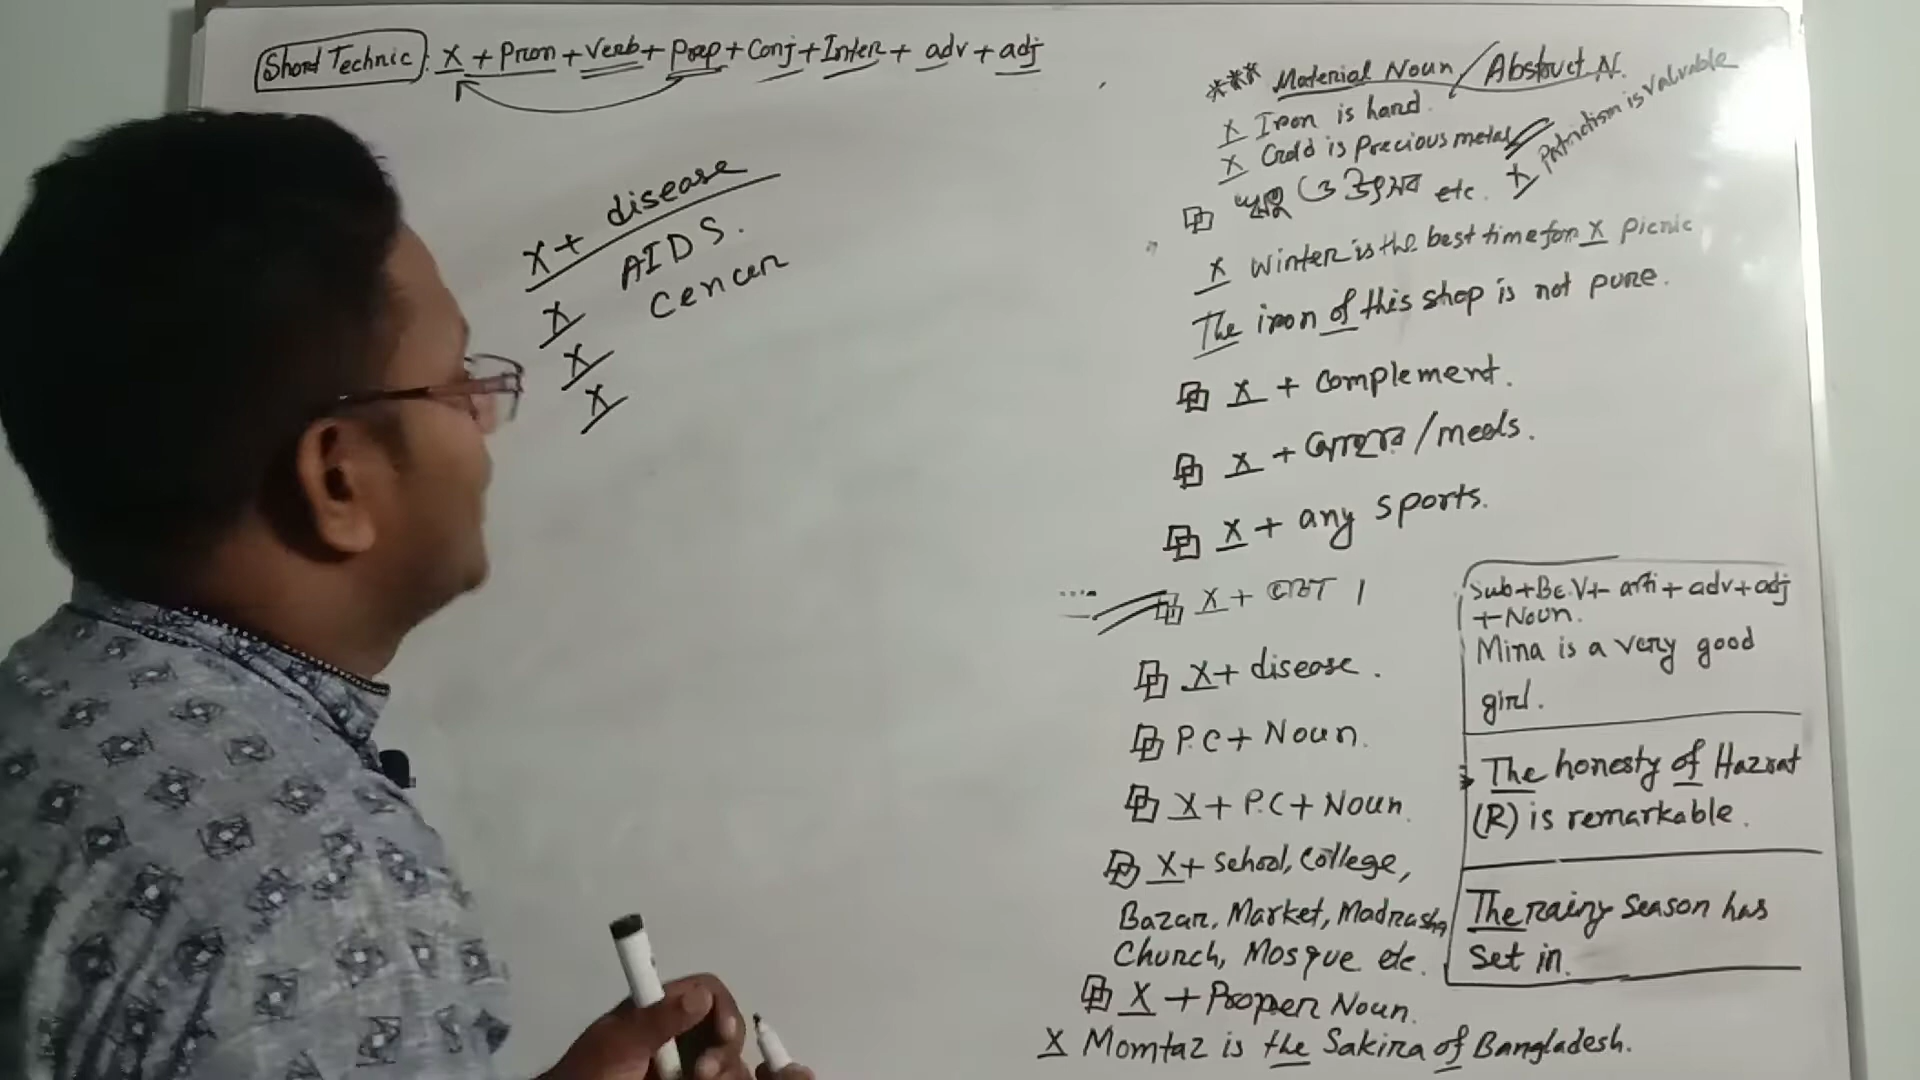 Short Technic: X + Pron + Verb + Prep + Conj + Inter + adv + adj
X + disease
X AIDS.
X Cencer
X
*** Material Noun / Abstuct N.
X Iron is hard.
X Gold is Precious metal
X Patriotism is valuable
ঋতু ও উৎসব etc.
X Winter is the best time for X Picnic
The iron of this shop is not pure.
X + Complement.
X + /meals.
X + any sports.
X +
X + disease.
P.C + Noun.
X + P.C + Noun.
X + School, College,
Bazar, Market, Madrasha
Church, Mosque etc.
X + Proper Noun.
X Momtaz is the Sakira of Bangladesh.
Sub + Be.V + arti + adv + adj
+ Noun.
Mina is a very good
girl.
The honesty of Hazrat
(R) is remarkable.
The rainy season has
set in.